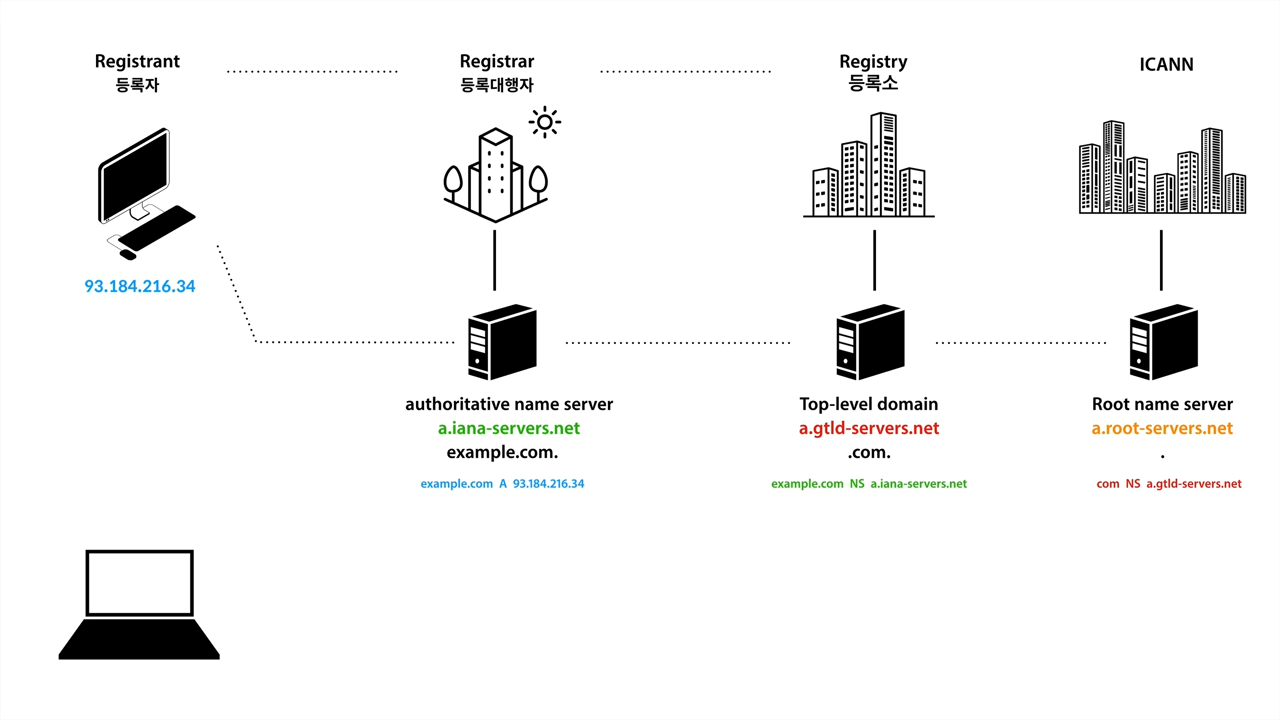 Registrant
등록자
Registrar
등록대행자
Registry
등록소
ICANN
93.184.216.34
authoritative name server
a.iana-servers.net
example.com.
example.com A 93.184.216.34
Top-level domain
a.gtld-servers.net
.com.
example.com NS a.iana-servers.net
Root name server
a.root-servers.net
.
com NS a.gtld-servers.net